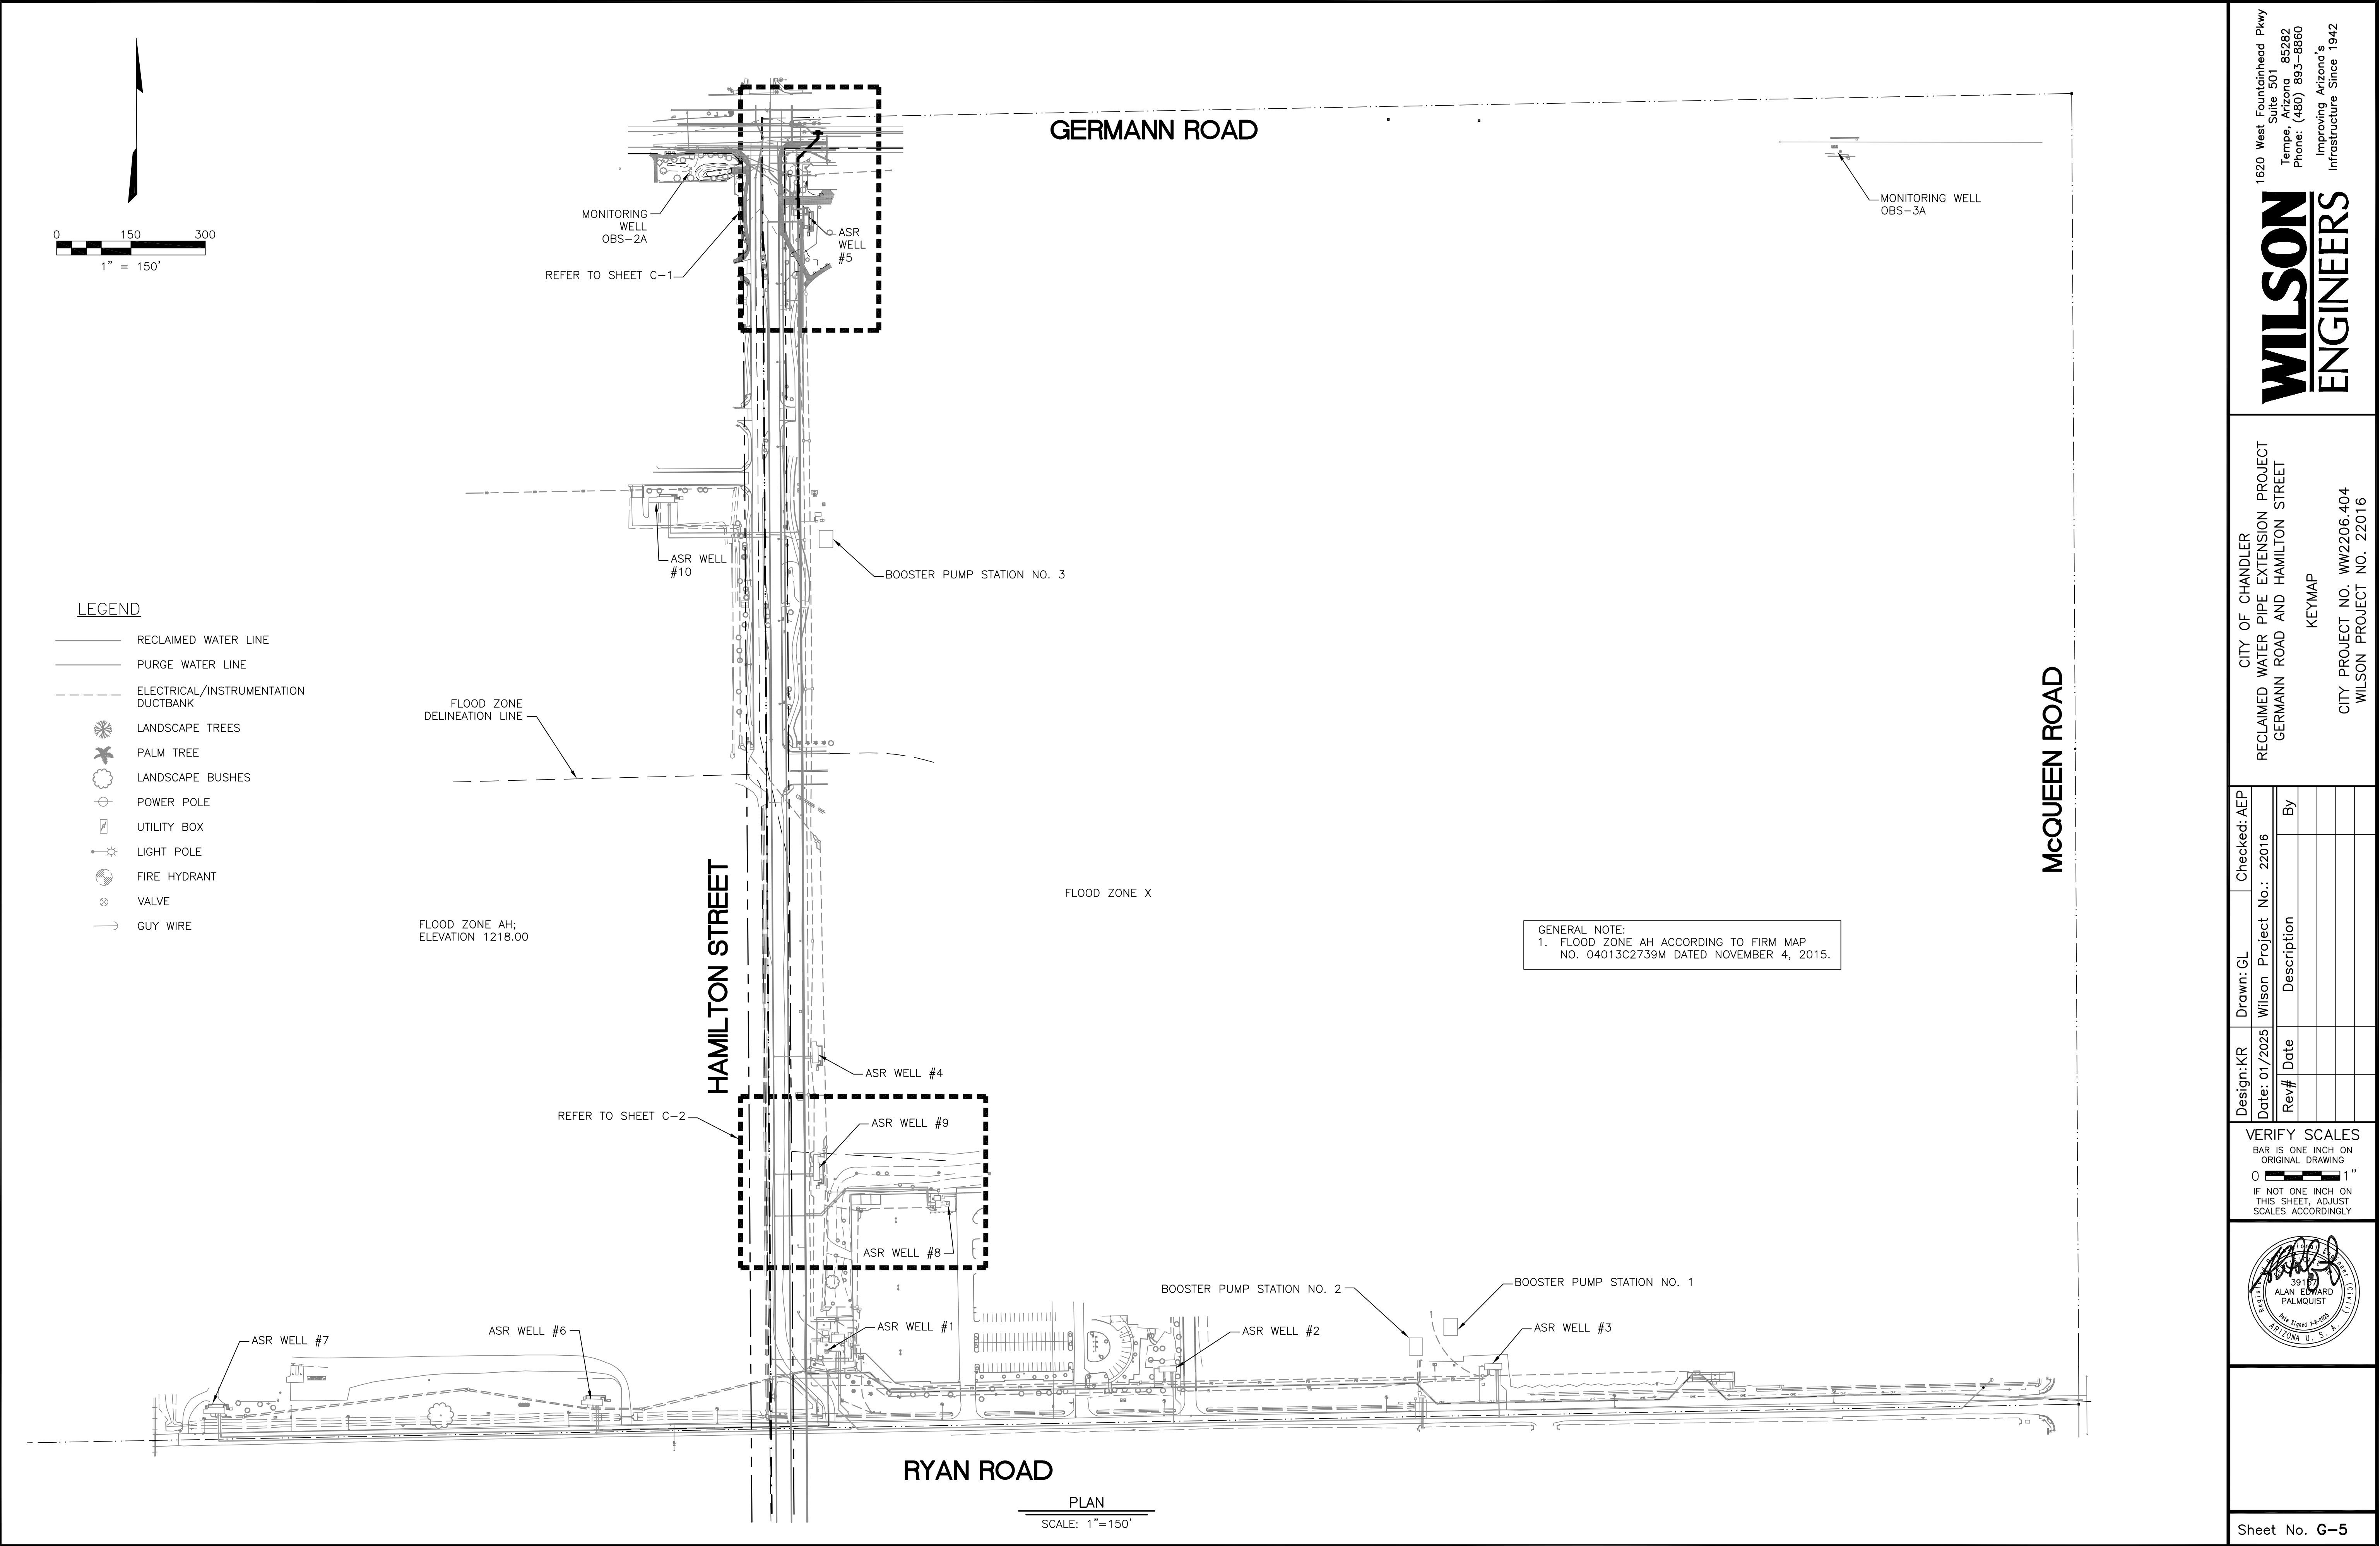 GERMANN ROAD
MONITORING
WELL
OBS-2A
REFER TO SHEET C-1
ASR
WELL
#5
MONITORING WELL
OBS-3A
0 150 300
1" = 150'
ASR WELL
#10
BOOSTER PUMP STATION NO. 3
LEGEND
RECLAIMED WATER LINE
PURGE WATER LINE
ELECTRICAL/INSTRUMENTATION
DUCTBANK
LANDSCAPE TREES
PALM TREE
LANDSCAPE BUSHES
POWER POLE
UTILITY BOX
LIGHT POLE
FIRE HYDRANT
VALVE
GUY WIRE
FLOOD ZONE
DELINEATION LINE
FLOOD ZONE AH;
ELEVATION 1218.00
HAMILTON STREET
FLOOD ZONE X
McQUEEN ROAD
GENERAL NOTE:
1. FLOOD ZONE AH ACCORDING TO FIRM MAP
NO. 04013C2739M DATED NOVEMBER 4, 2015.
ASR WELL #4
REFER TO SHEET C-2
ASR WELL #9
ASR WELL #8
BOOSTER PUMP STATION NO. 2
BOOSTER PUMP STATION NO. 1
ASR WELL #7
ASR WELL #6
ASR WELL #1
ASR WELL #2
ASR WELL #3
RYAN ROAD
PLAN
SCALE: 1"=150'
WILSON
ENGINEERS
1620 West Fountainhead Pkwy
Suite 501
Tempe, Arizona 85282
Phone: (480) 893-8860
Improving Arizona's
Infrastructure Since 1942
CITY OF CHANDLER
RECLAIMED WATER PIPE EXTENSION PROJECT
GERMANN ROAD AND HAMILTON STREET
KEYMAP
CITY PROJECT NO. WW2206.404
WILSON PROJECT NO. 22016
Design: KR Drawn: GL Checked: AEP
Date: 01/2025 Wilson Project No.: 22016
Rev# Date Description By
VERIFY SCALES
BAR IS ONE INCH ON
ORIGINAL DRAWING
0 1"
IF NOT ONE INCH ON
THIS SHEET, ADJUST
SCALES ACCORDINGLY
ALAN EDWARD
PALMQUIST
Date Signed 1-8-2025
ARIZONA U. S. A.
Sheet No. G-5